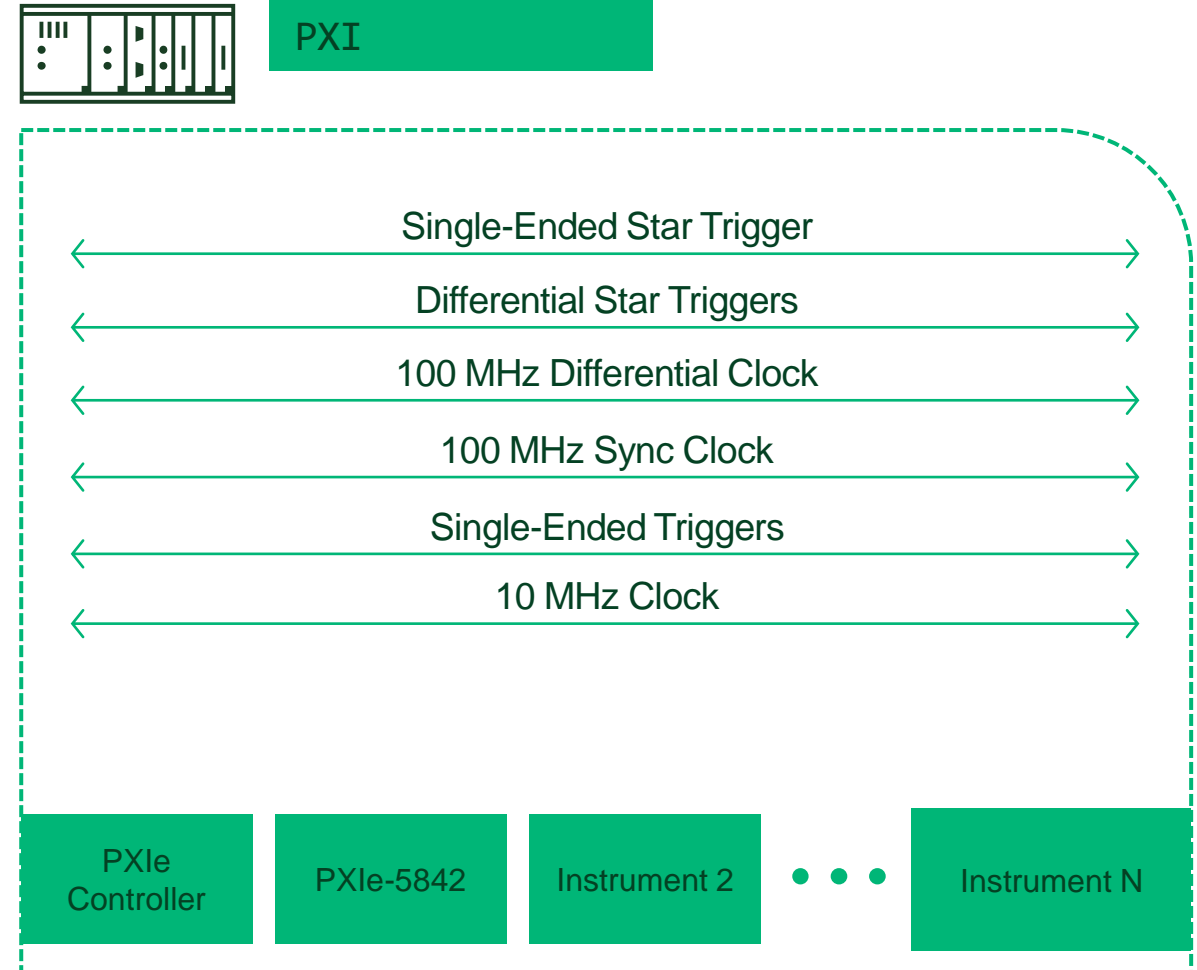 PXI
Single-Ended Star Trigger
Differential Star Triggers
100 MHz Differential Clock
100 MHz Sync Clock
Single-Ended Triggers
10 MHz Clock
PXIe
Controller
PXIe-5842
Instrument 2
Instrument N